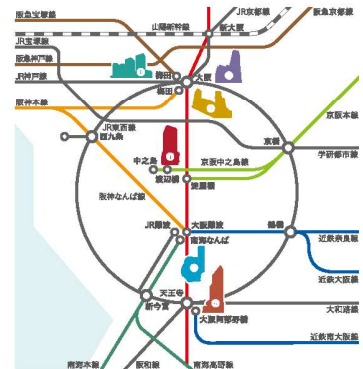 阪急宝塚線
JR京都線
阪急京都線
山陽新幹線
新大阪
JR宝塚線
阪急神戸線
梅田
JR神戸線
大阪
梅田
阪神本線
京阪本線
JR東西線
西九条
京橋
学研都市線
中之島
京阪中之島線
渡辺橋
淀屋橋
阪神なんば線
JR難波
大阪難波
鶴橋
南海なんば
近鉄奈良線
近鉄大阪線
天王寺
新今宮
大和路線
大阪阿部野橋
近鉄南大阪線
南海本線
阪和線
南海高野線